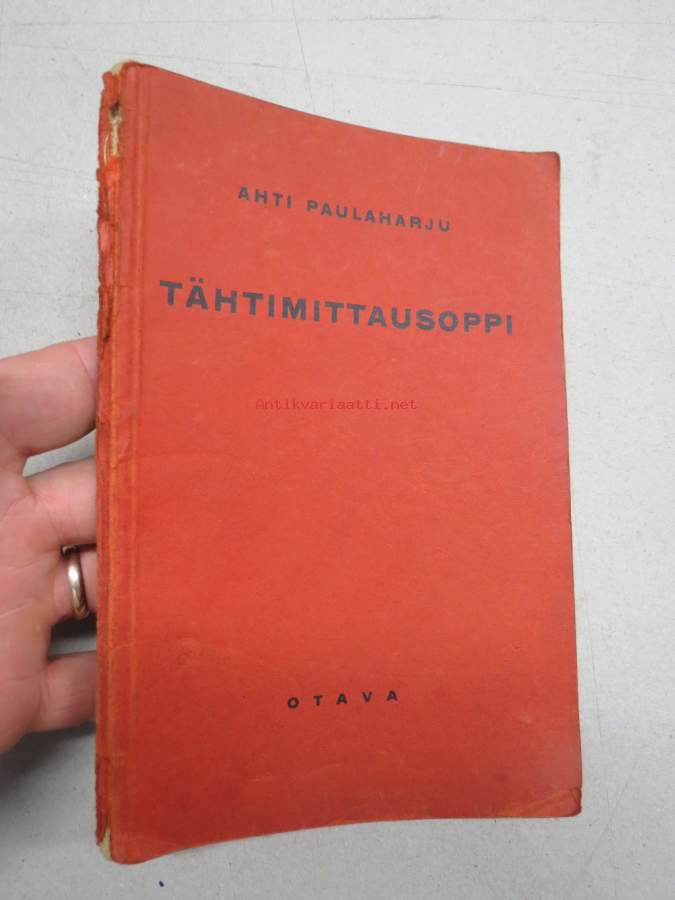 AHTI PAULAHARJU
TÄHTIMITTAUSOPPI
Antikvariaatti.net
OTAVA